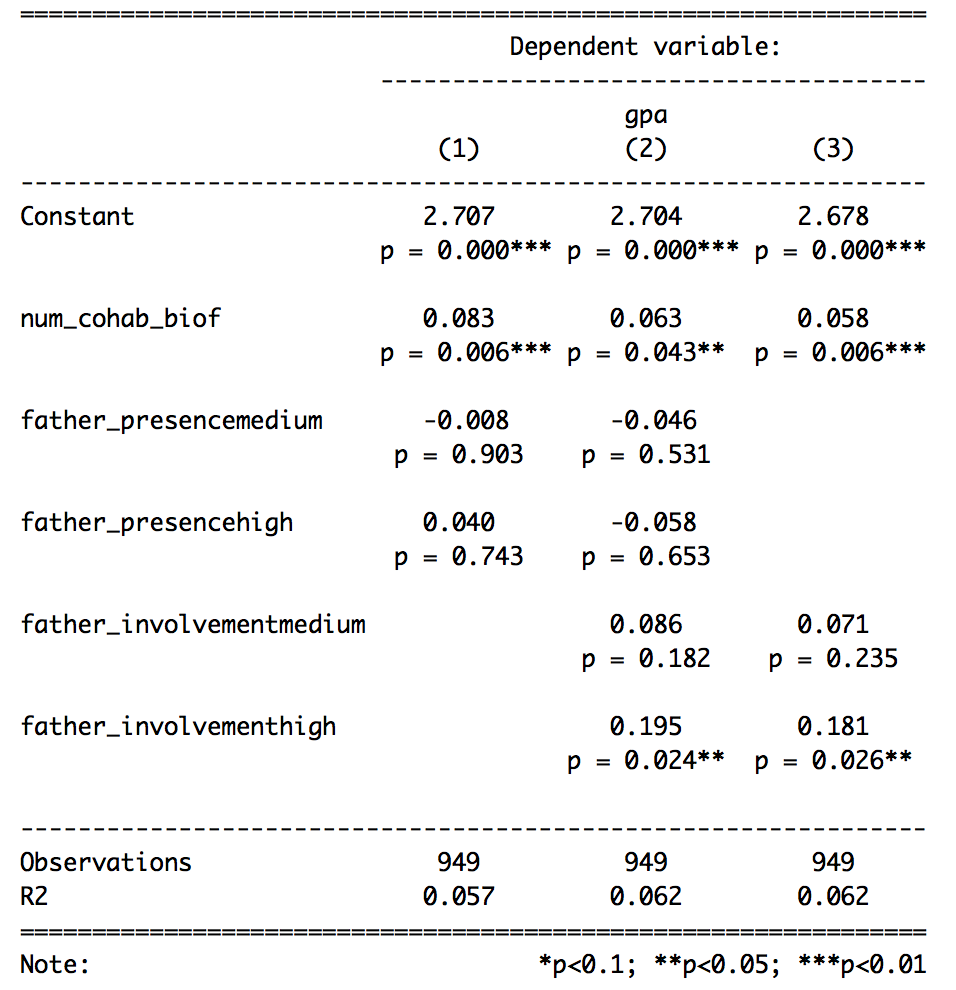 ==========================================================
Dependent variable:
--------------------------------------
gpa
(1) (2) (3)
----------------------------------------------------------------
Constant 2.707 2.704 2.678
p = 0.000*** p = 0.000*** p = 0.000***
num_cohab_biof 0.083 0.063 0.058
p = 0.006*** p = 0.043** p = 0.006***
father_presencemedium -0.008 -0.046
p = 0.903 p = 0.531
father_presencehigh 0.040 -0.058
p = 0.743 p = 0.653
father_involvementmedium 0.086 0.071
p = 0.182 p = 0.235
father_involvementhigh 0.195 0.181
p = 0.024** p = 0.026**
----------------------------------------------------------------
Observations 949 949 949
R2 0.057 0.062 0.062
==========================================================
Note: *p<0.1; **p<0.05; ***p<0.01